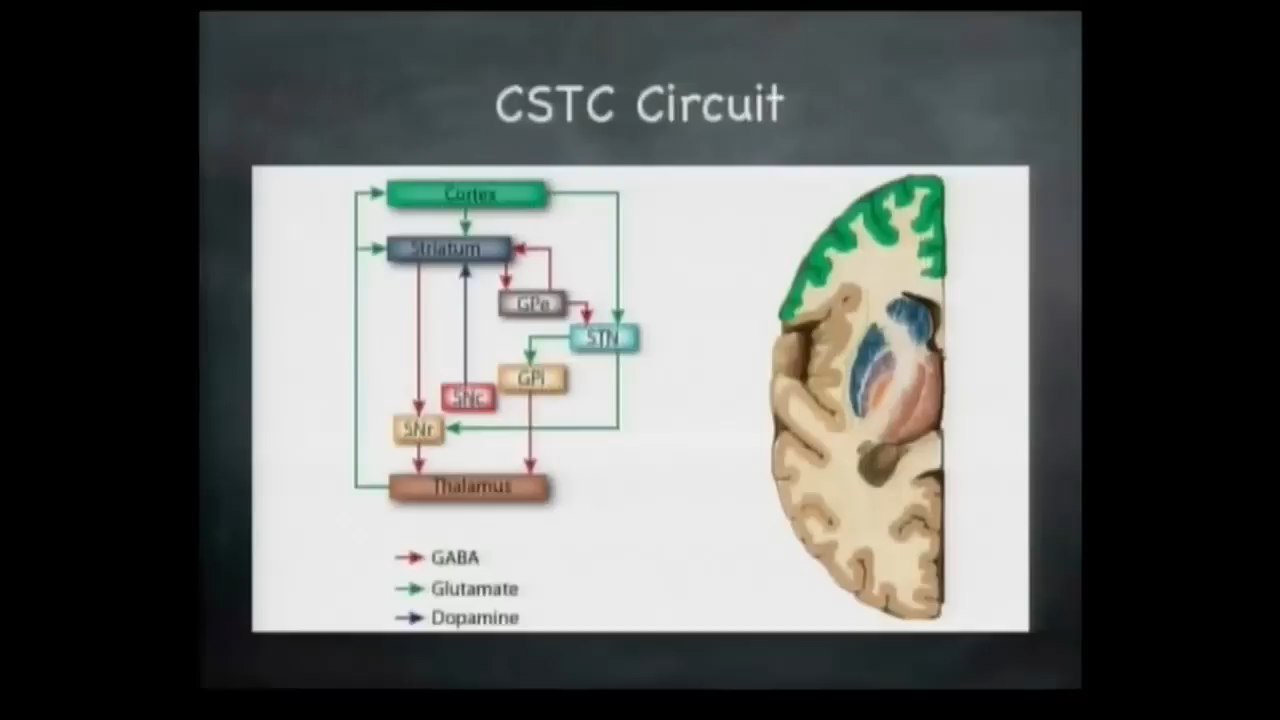 CSTC Circuit
Cortex
Striatum
GPe
STN
GPi
SNc
SNr
Thalamus
GABA
Glutamate
Dopamine